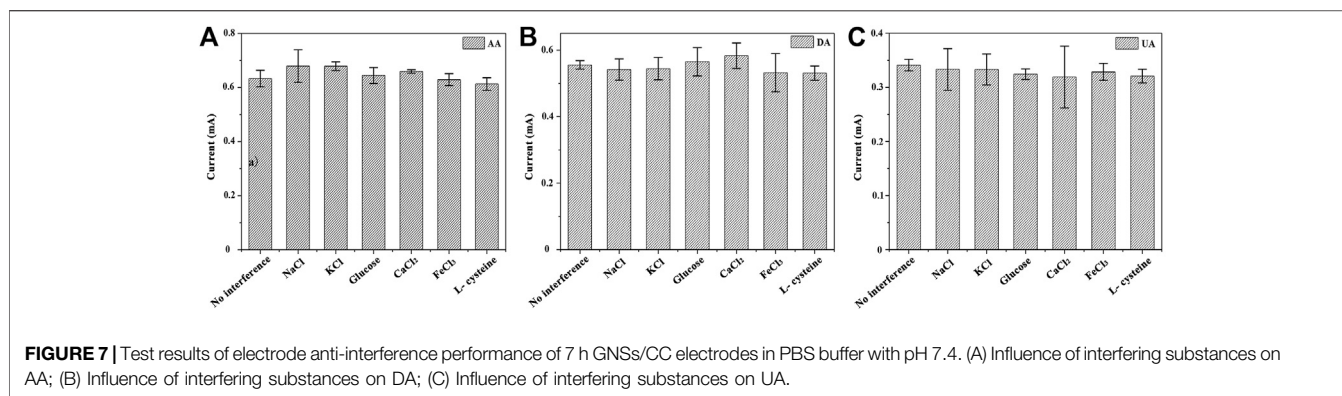 A
AA
Current (mA)
0.8
0.6
0.4
0.2
0
a)
No interference
NaCl
KCl
Glucose
CaCl₂
FeCl₃
L- cysteine
B
DA
Current (mA)
0.6
0.4
0.2
0
No interference
NaCl
KCl
Glucose
CaCl₂
FeCl₃
L- cysteine
C
UA
Current (mA)
0.4
0.3
0.2
0.1
0
No interference
NaCl
KCl
Glucose
CaCl₂
FeCl₃
L- cysteine
FIGURE 7 | Test results of electrode anti-interference performance of 7 h GNSs/CC electrodes in PBS buffer with pH 7.4. (A) Influence of interfering substances on
AA; (B) Influence of interfering substances on DA; (C) Influence of interfering substances on UA.